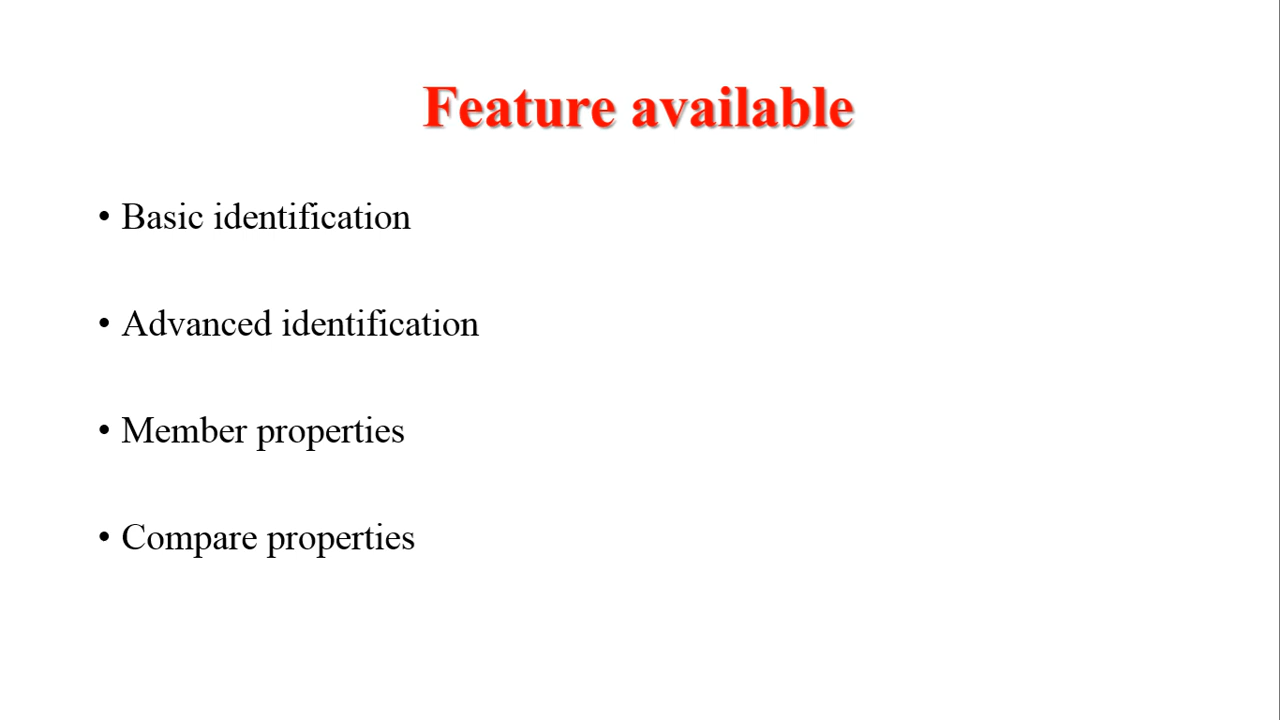 Feature available
• Basic identification
• Advanced identification
• Member properties
• Compare properties